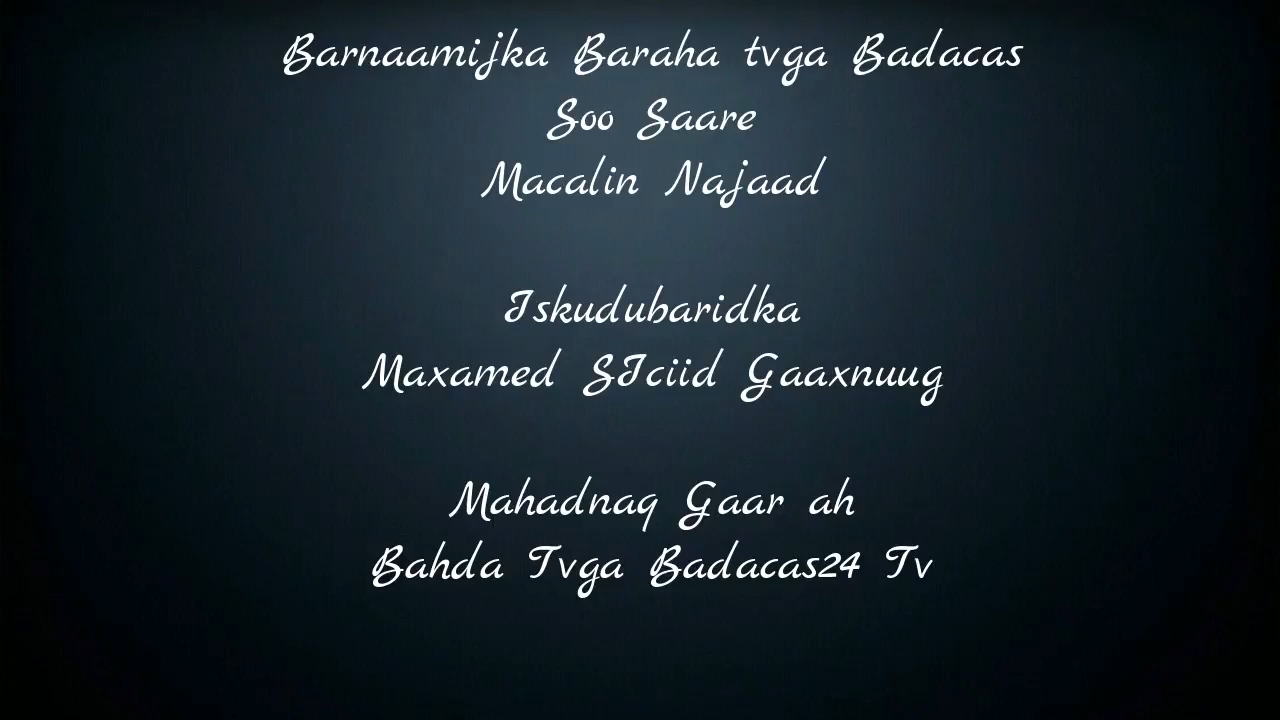 Barnaamijka Baraha tvga Badacas
Soo Saare
Macalin Najaad
Iskudubaridka
Maxamed SIciid Gaaxnuug
Mahadnaq Gaar ah
Bahda Tvga Badacas24 Tv